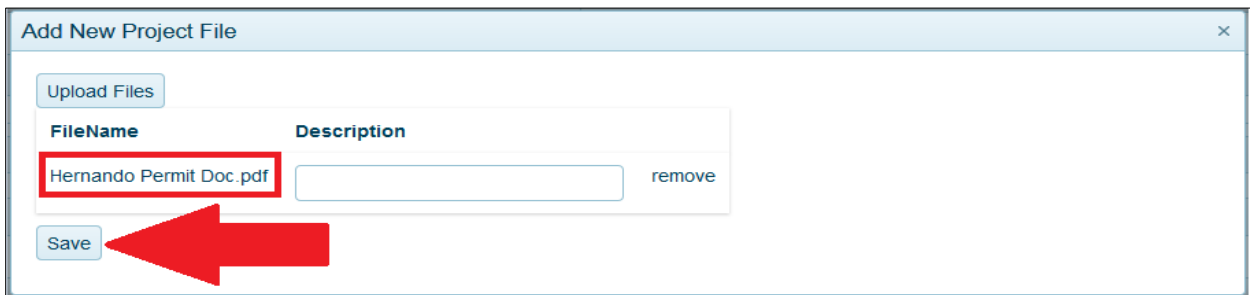 Add New Project File ×
Upload Files
FileName Description
Hernando Permit Doc.pdf remove
Save